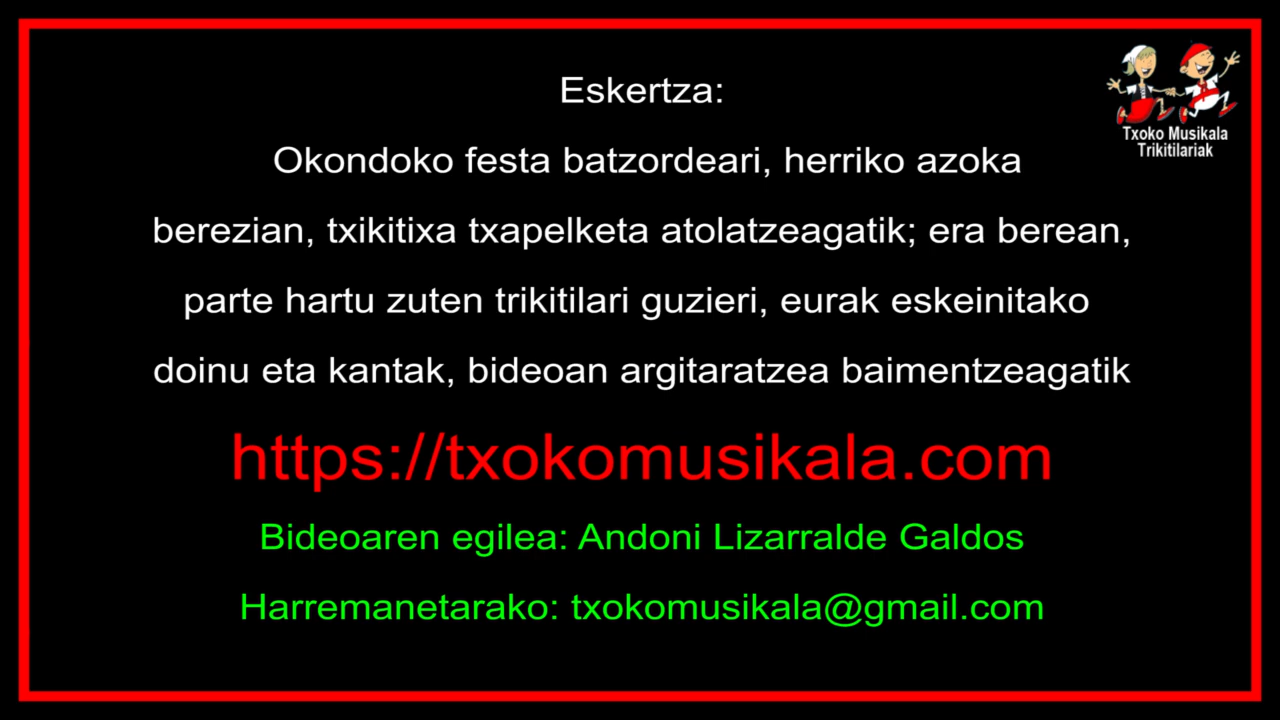 Eskertza:
Okondoko festa batzordeari, herriko azoka
berezian, txikitixa txapelketa atolatzeagatik; era berean,
parte hartu zuten trikitilari guzieri, eurak eskeinitako
doinu eta kantak, bideoan argitaratzea baimentzeagatik
https://txokomusikala.com
Bideoaren egilea: Andoni Lizarralde Galdos
Harremanetarako: txokomusikala@gmail.com
Txoko Musikala
Trikitilariak